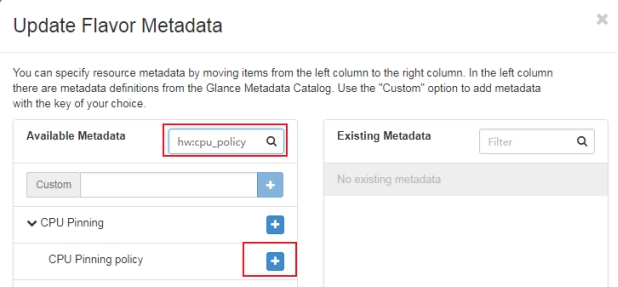 Update Flavor Metadata
×
You can specify resource metadata by moving items from the left column to the right column. In the left column
there are metadata definitions from the Glance Metadata Catalog. Use the "Custom" option to add metadata
with the key of your choice.
Available Metadata
hw:cpu_policy
Existing Metadata
Filter
Custom
+
No existing metadata
CPU Pinning
+
CPU Pinning policy
+